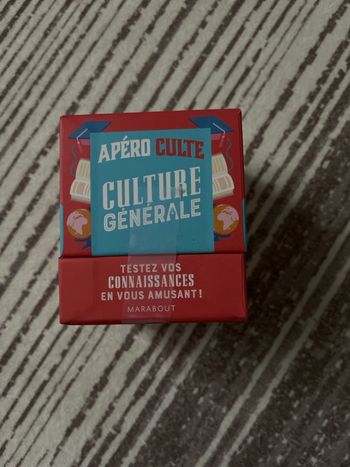 APÉRO CULTE
CULTURE
GÉNÉRALE
TESTEZ VOS
CONNAISSANCES
EN VOUS AMUSANT !
MARABOUT